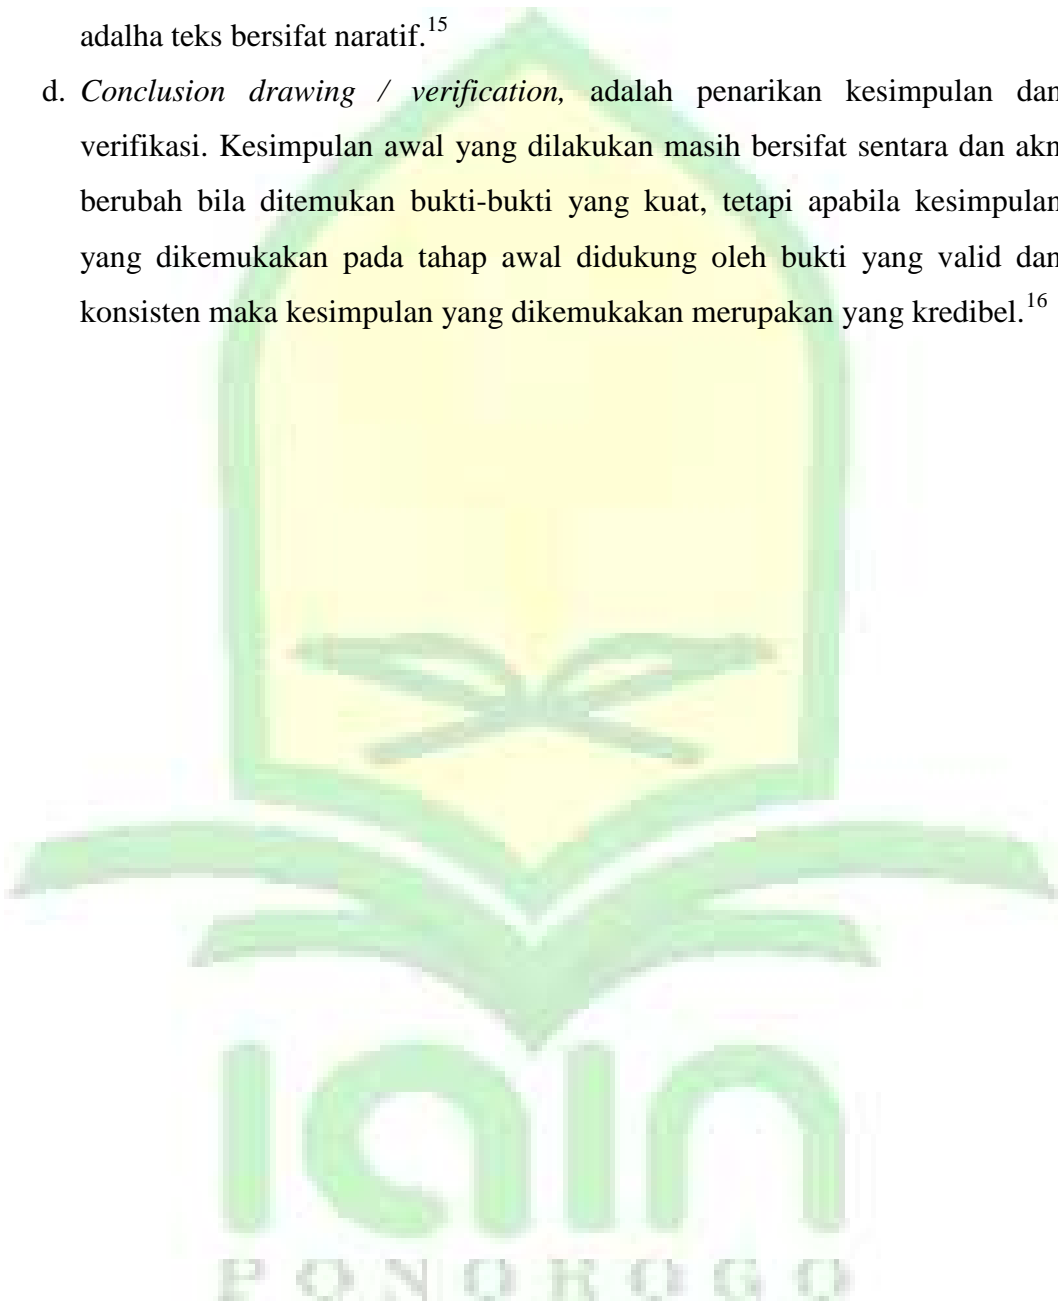 adalha teks bersifat naratif.15
d. Conclusion drawing / verification, adalah penarikan kesimpulan dan
verifikasi. Kesimpulan awal yang dilakukan masih bersifat sentara dan akn
berubah bila ditemukan bukti-bukti yang kuat, tetapi apabila kesimpulan
yang dikemukakan pada tahap awal didukung oleh bukti yang valid dan
konsisten maka kesimpulan yang dikemukakan merupakan yang kredibel.16
iain
PONOROGO